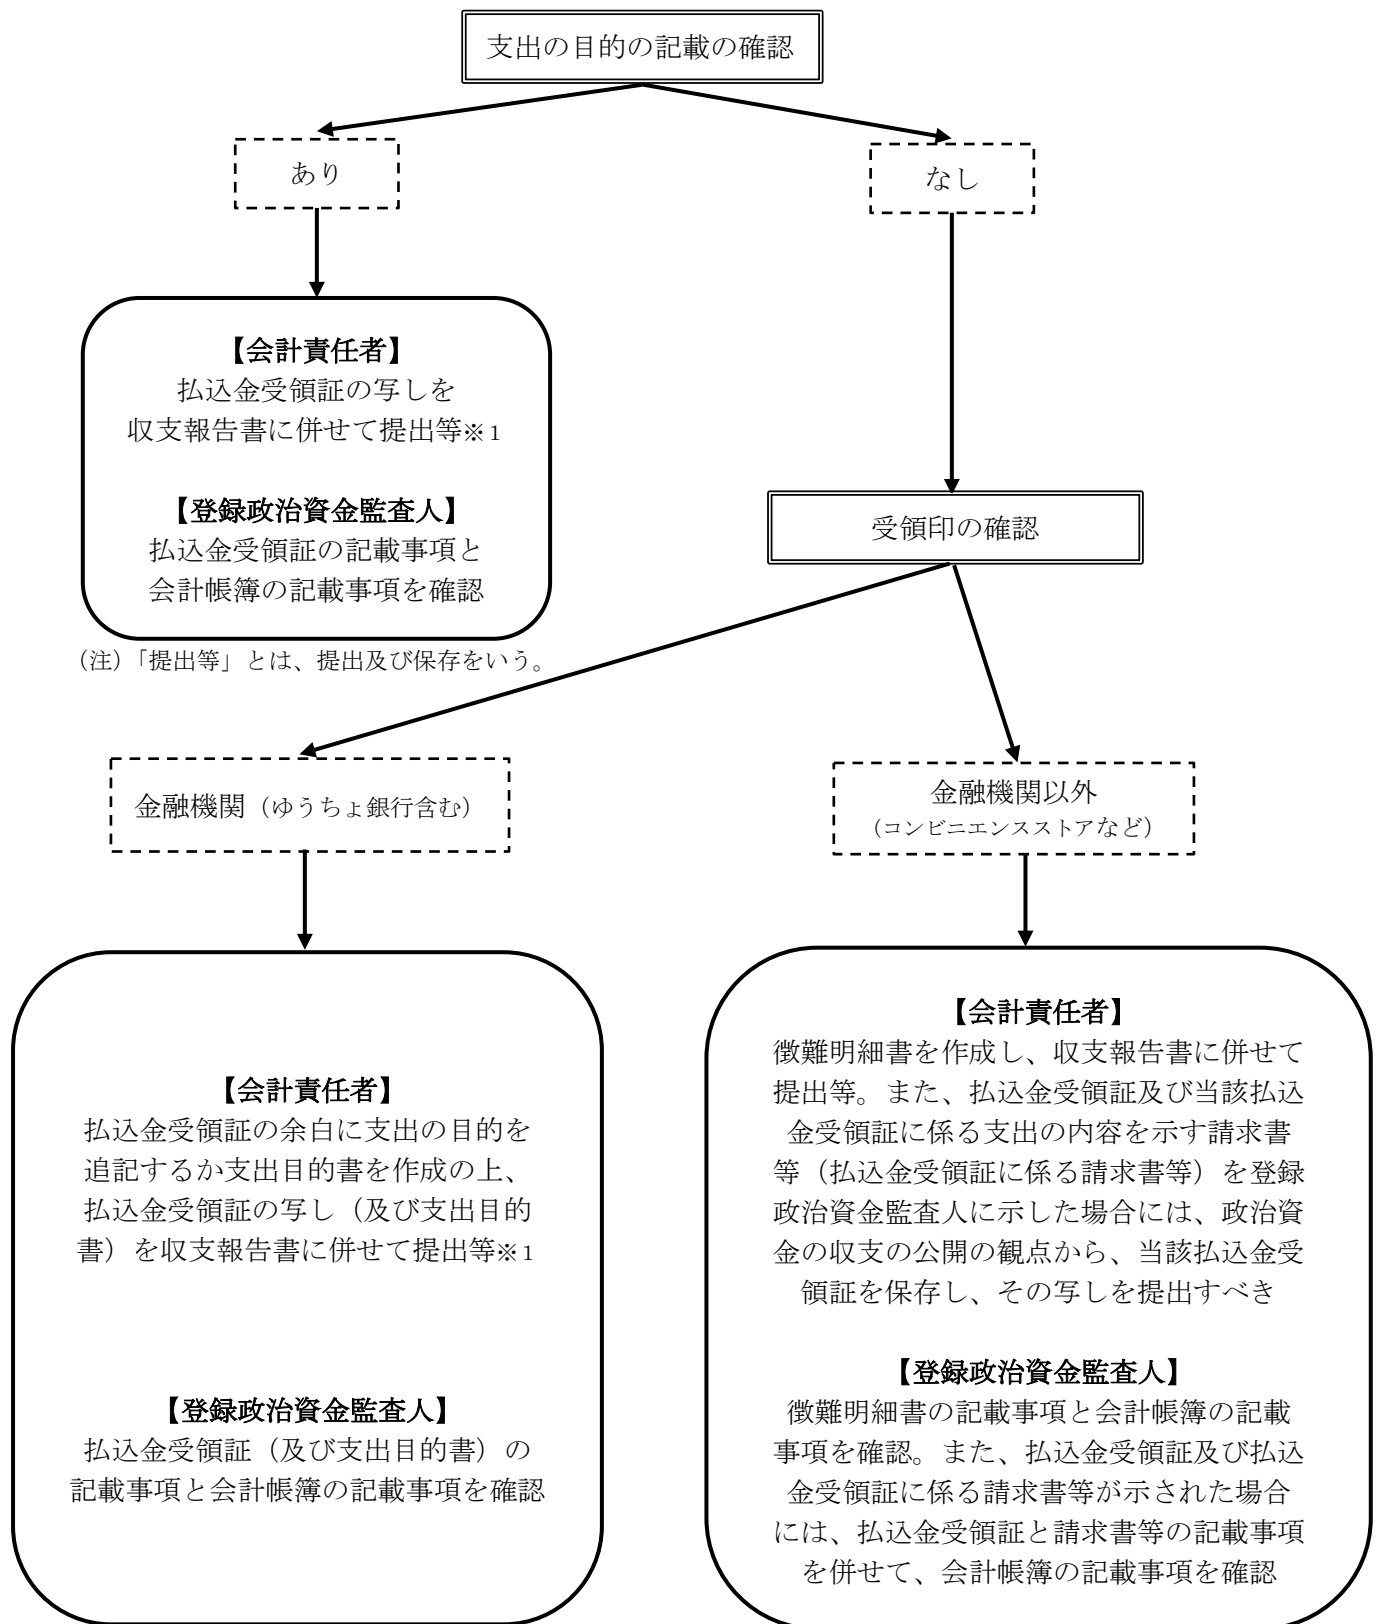 支出の目的の記載の確認
あり
なし
【会計責任者】
払込金受領証の写しを
収支報告書に併せて提出等※1
【登録政治資金監査人】
払込金受領証の記載事項と
会計帳簿の記載事項を確認
（注）「提出等」とは、提出及び保存をいう。
受領印の確認
金融機関（ゆうちょ銀行含む）
金融機関以外
（コンビニエンスストアなど）
【会計責任者】
払込金受領証の余白に支出の目的を
追記するか支出目的書を作成の上、
払込金受領証の写し（及び支出目的
書）を収支報告書に併せて提出等※1
【登録政治資金監査人】
払込金受領証（及び支出目的書）の
記載事項と会計帳簿の記載事項を確認
【会計責任者】
徴難明細書を作成し、収支報告書に併せて
提出等。また、払込金受領証及び当該払込
金受領証に係る支出の内容を示す請求書
等（払込金受領証に係る請求書等）を登録
政治資金監査人に示した場合には、政治資
金の収支の公開の観点から、当該払込金受
領証を保存し、その写しを提出すべき
【登録政治資金監査人】
徴難明細書の記載事項と会計帳簿の記載
事項を確認。また、払込金受領証及び払込
金受領証に係る請求書等が示された場合
には、払込金受領証と請求書等の記載事項
を併せて、会計帳簿の記載事項を確認